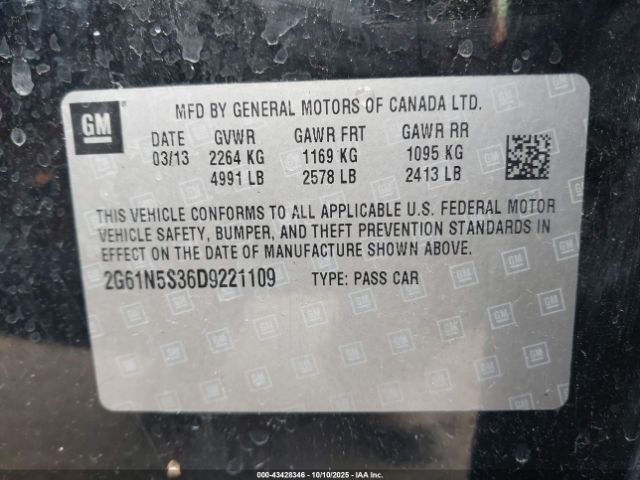 GM
MFD BY GENERAL MOTORS OF CANADA LTD.
DATE GVWR GAWR FRT GAWR RR
03/13 2264 KG 1169 KG 1095 KG
4991 LB 2578 LB 2413 LB
THIS VEHICLE CONFORMS TO ALL APPLICABLE U.S. FEDERAL MOTOR
VEHICLE SAFETY, BUMPER, AND THEFT PREVENTION STANDARDS IN
EFFECT ON THE DATE OF MANUFACTURE SHOWN ABOVE.
2G61N5S36D9221109 TYPE: PASS CAR
000-43428346 - 10/10/2025 - IAA Inc.